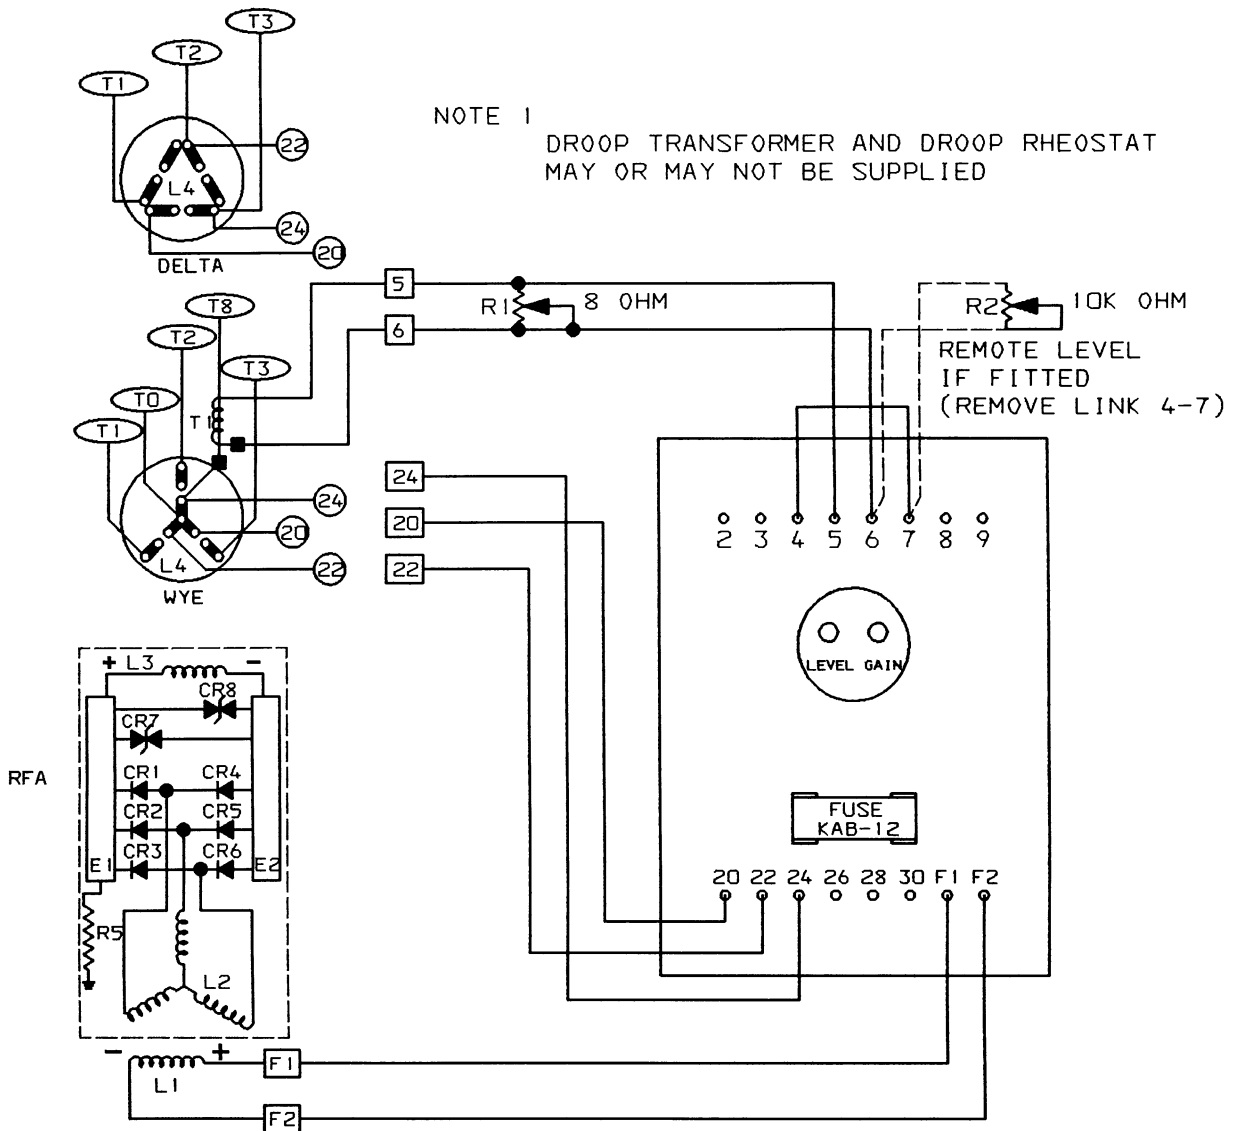 T3
T2
T1
NOTE 1
DROOP TRANSFORMER AND DROOP RHEOSTAT
MAY OR MAY NOT BE SUPPLIED
22
L4
24
20
DELTA
5
R1
8 OHM
R2
10K OHM
6
T8
T2
T3
T0
T1
T1
REMOTE LEVEL
IF FITTED
(REMOVE LINK 4-7)
24
24
20
20
22
22
L4
WYE
2 3 4 5 6 7 8 9
LEVEL GAIN
+ L3 -
CR8
CR7
RFA
CR1 CR4
CR2 CR5
CR3 CR6
E1 E2
FUSE
KAB-12
20 22 24 26 28 30 F1 F2
R5
L2
- +
L1
F1
F2